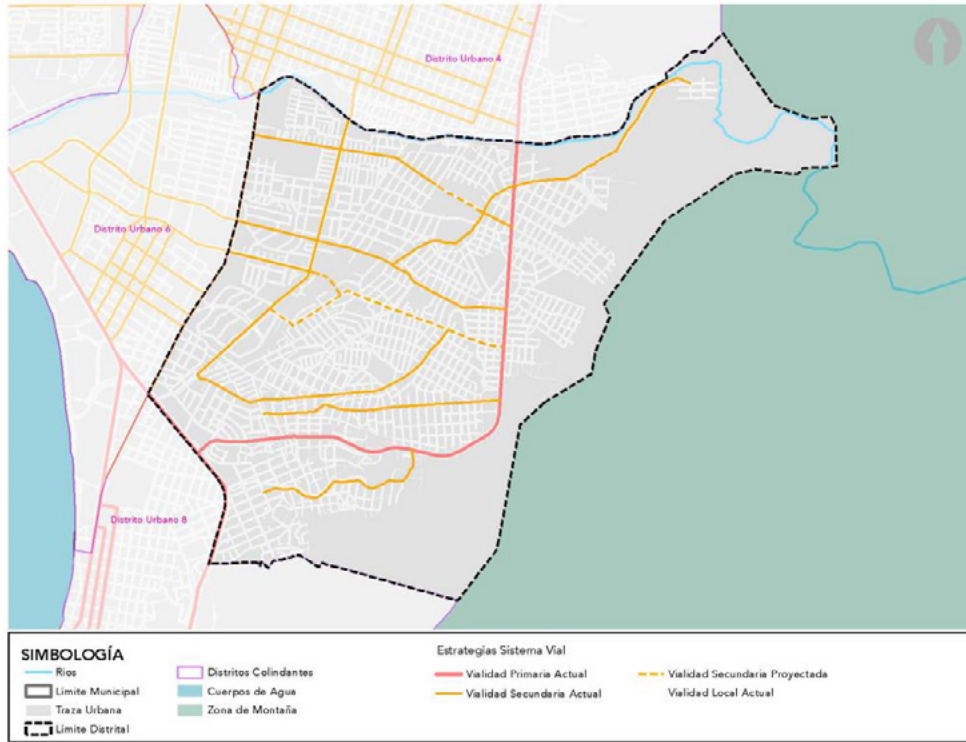 Distrito Urbano 4
Distrito Urbano 6
Distrito Urbano 8
SIMBOLOGÍA
Rios
Limite Municipal
Traza Urbana
Límite Distrital
Distritos Colindantes
Cuerpos de Agua
Zona de Montaña
Estrategias Sistema Vial
Vialidad Primaria Actual
Vialidad Secundaria Actual
Vialidad Secundaria Proyectada
Vialidad Local Actual